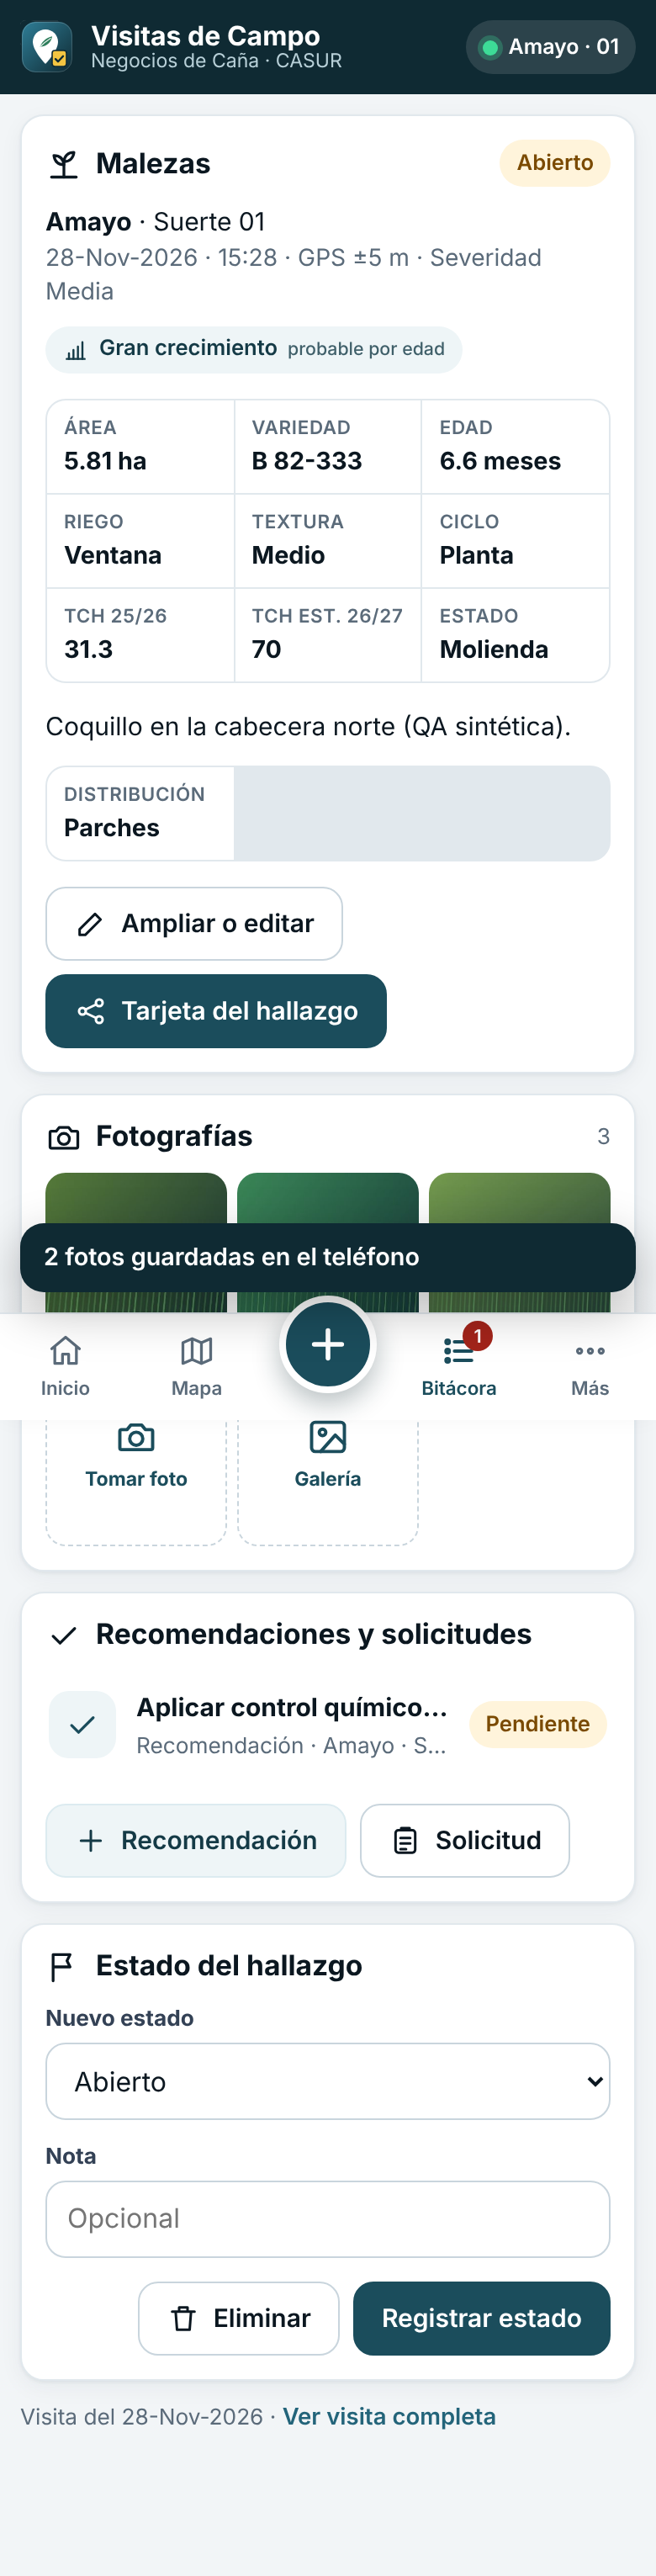 Visitas de Campo
Negocios de Caña · CASUR
Amayo · 01
Malezas
Abierto
Amayo · Suerte 01
28-Nov-2026 · 15:28 · GPS ±5 m · Severidad
Media
Gran crecimiento probable por edad
ÁREA
5.81 ha
VARIEDAD
B 82-333
EDAD
6.6 meses
RIEGO
Ventana
TEXTURA
Medio
CICLO
Planta
TCH 25/26
31.3
TCH EST. 26/27
70
ESTADO
Molienda
Coquillo en la cabecera norte (QA sintética).
DISTRIBUCIÓN
Parches
Ampliar o editar
Tarjeta del hallazgo
Fotografías
3
2 fotos guardadas en el teléfono
Inicio
Mapa
1
Bitácora
Más
Tomar foto
Galería
Recomendaciones y solicitudes
Aplicar control químico...
Recomendación · Amayo · S...
Pendiente
Recomendación
Solicitud
Estado del hallazgo
Nuevo estado
Abierto
Nota
Opcional
Eliminar
Registrar estado
Visita del 28-Nov-2026 · Ver visita completa